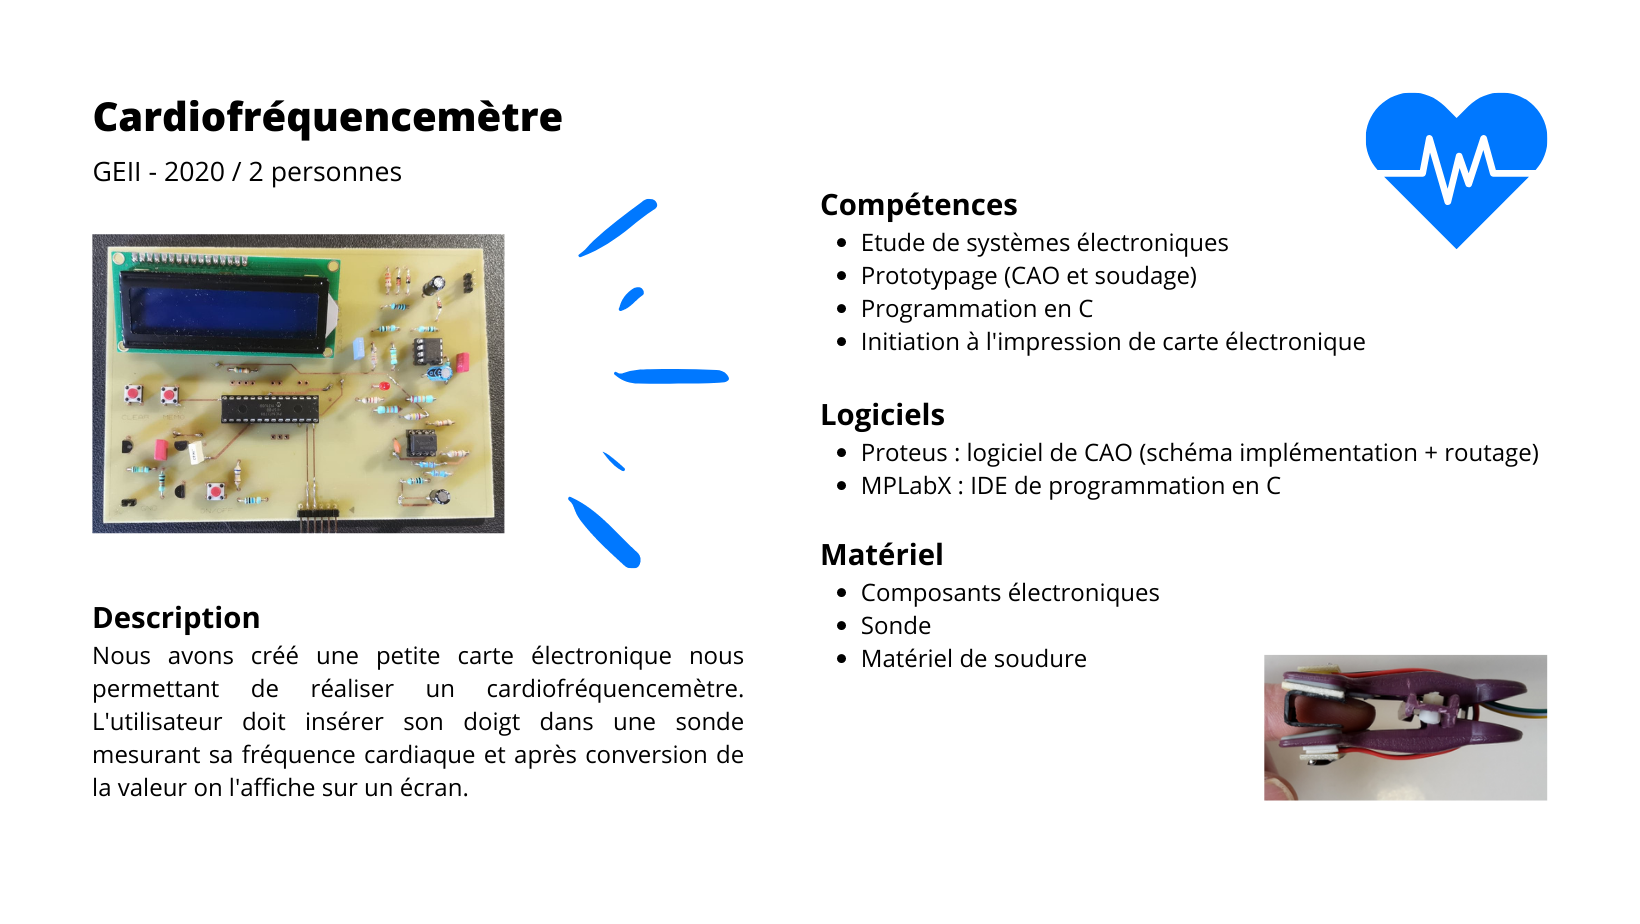 Cardiofréquencemètre
GEII - 2020 / 2 personnes
Description
Nous avons créé une petite carte électronique nous
permettant de réaliser un cardiofréquencemètre.
L'utilisateur doit insérer son doigt dans une sonde
mesurant sa fréquence cardiaque et après conversion de
la valeur on l'affiche sur un écran.
Compétences
Etude de systèmes électroniques
Prototypage (CAO et soudage)
Programmation en C
Initiation à l'impression de carte électronique
Logiciels
Proteus : logiciel de CAO (schéma implémentation + routage)
MPLabX : IDE de programmation en C
Matériel
Composants électroniques
Sonde
Matériel de soudure